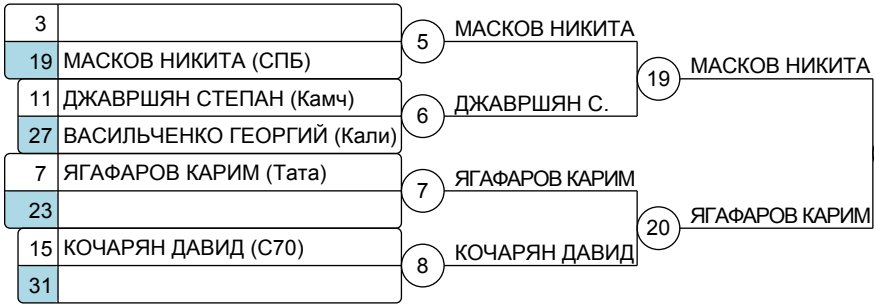 3
19 МАСКОВ НИКИТА (СПБ)
5
МАСКОВ НИКИТА
11 ДЖАВРШЯН СТЕПАН (Камч)
27 ВАСИЛЬЧЕНКО ГЕОРГИЙ (Кали)
6
ДЖАВРШЯН С.
19
МАСКОВ НИКИТА
7 ЯГАФАРОВ КАРИМ (Тата)
23
7
ЯГАФАРОВ КАРИМ
15 КОЧАРЯН ДАВИД (С70)
31
8
КОЧАРЯН ДАВИД
20
ЯГАФАРОВ КАРИМ